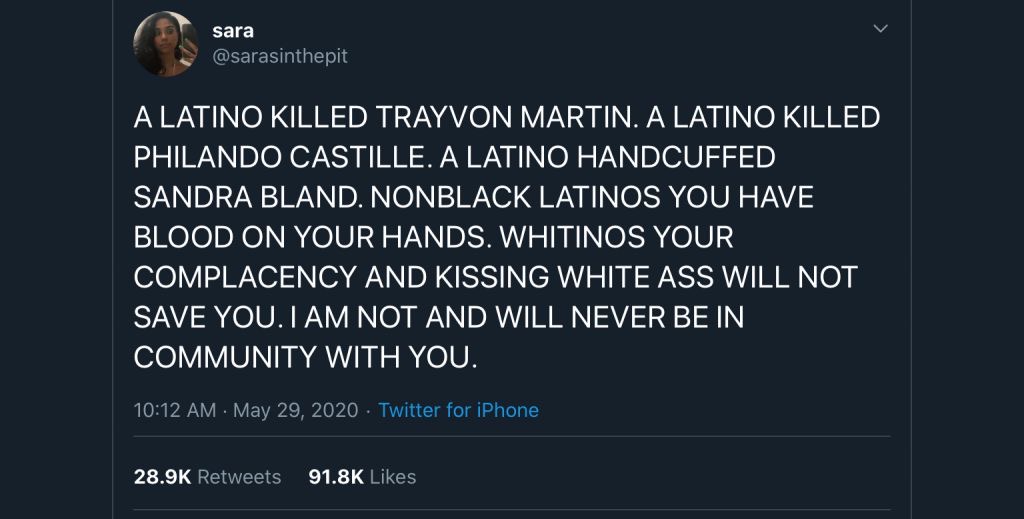 sara
@sarasinthepit
A LATINO KILLED TRAYVON MARTIN. A LATINO KILLED
PHILANDO CASTILLE. A LATINO HANDCUFFED
SANDRA BLAND. NONBLACK LATINOS YOU HAVE
BLOOD ON YOUR HANDS. WHITINOS YOUR
COMPLACENCY AND KISSING WHITE ASS WILL NOT
SAVE YOU. I AM NOT AND WILL NEVER BE IN
COMMUNITY WITH YOU.
10:12 AM · May 29, 2020 · Twitter for iPhone
28.9K Retweets 91.8K Likes